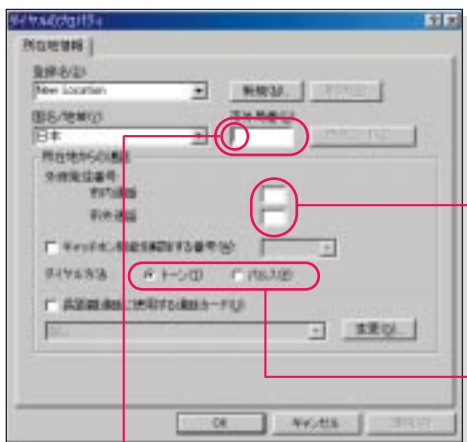 ダイヤルのプロパティ
所在地情報
登録名(I)
New Location
新規(N)...
国名/地域(U)
市外局番(C)
日本
所在地からの通話
外線発信番号
市内通話
市外通話
キャッチホン機能を解除する番号(W)
ダイヤル方法
トーン(T)
パルス(P)
長距離通話に使用する通話カード(U)
変更(G)...
OK
キャンセル